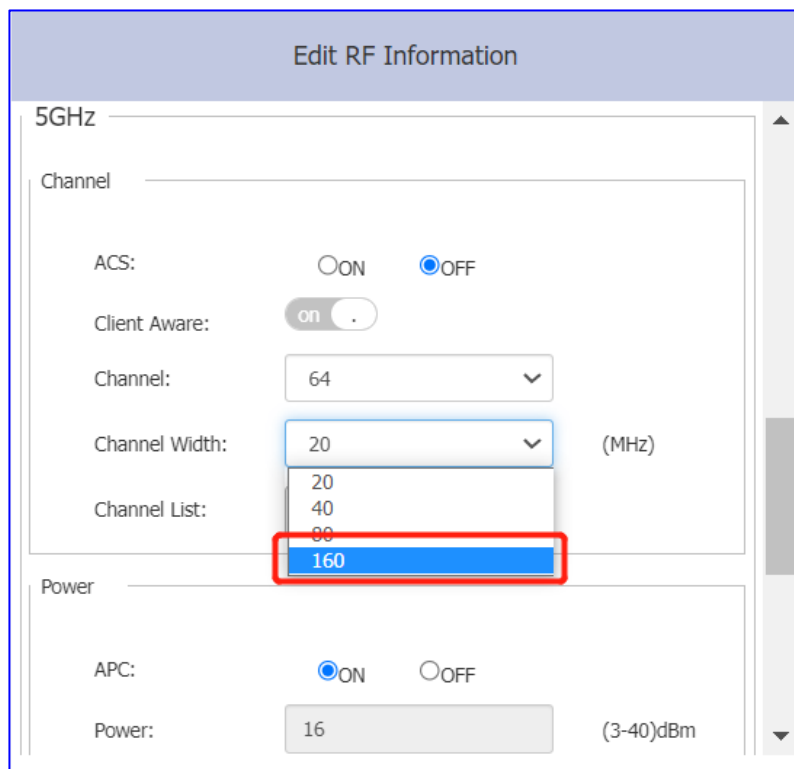 Edit RF Information
5GHz
Channel
ACS: ON OFF
Client Aware: on .
Channel: 64
Channel Width: 20 (MHz)
20
Channel List: 40
80
160
Power
APC: ON OFF
Power: 16 (3-40)dBm